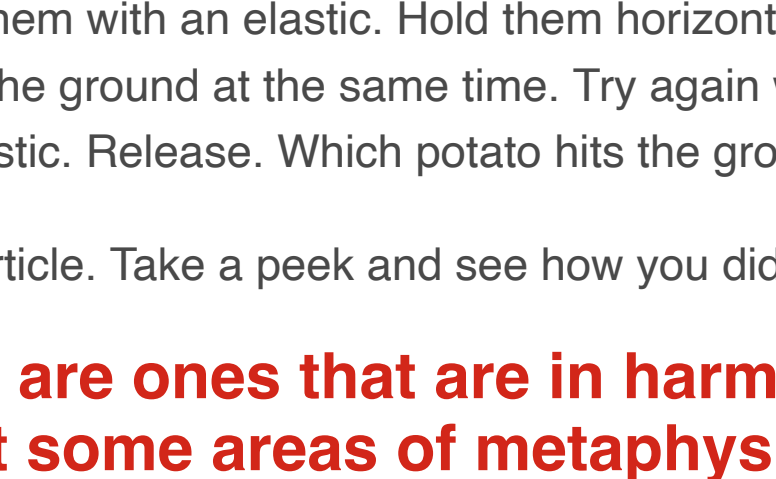 hem with an elastic. Hold them horizont
he ground at the same time. Try again
stic. Release. Which potato hits the gro
rticle. Take a peek and see how you did
are ones that are in harm
t some areas of metaphys